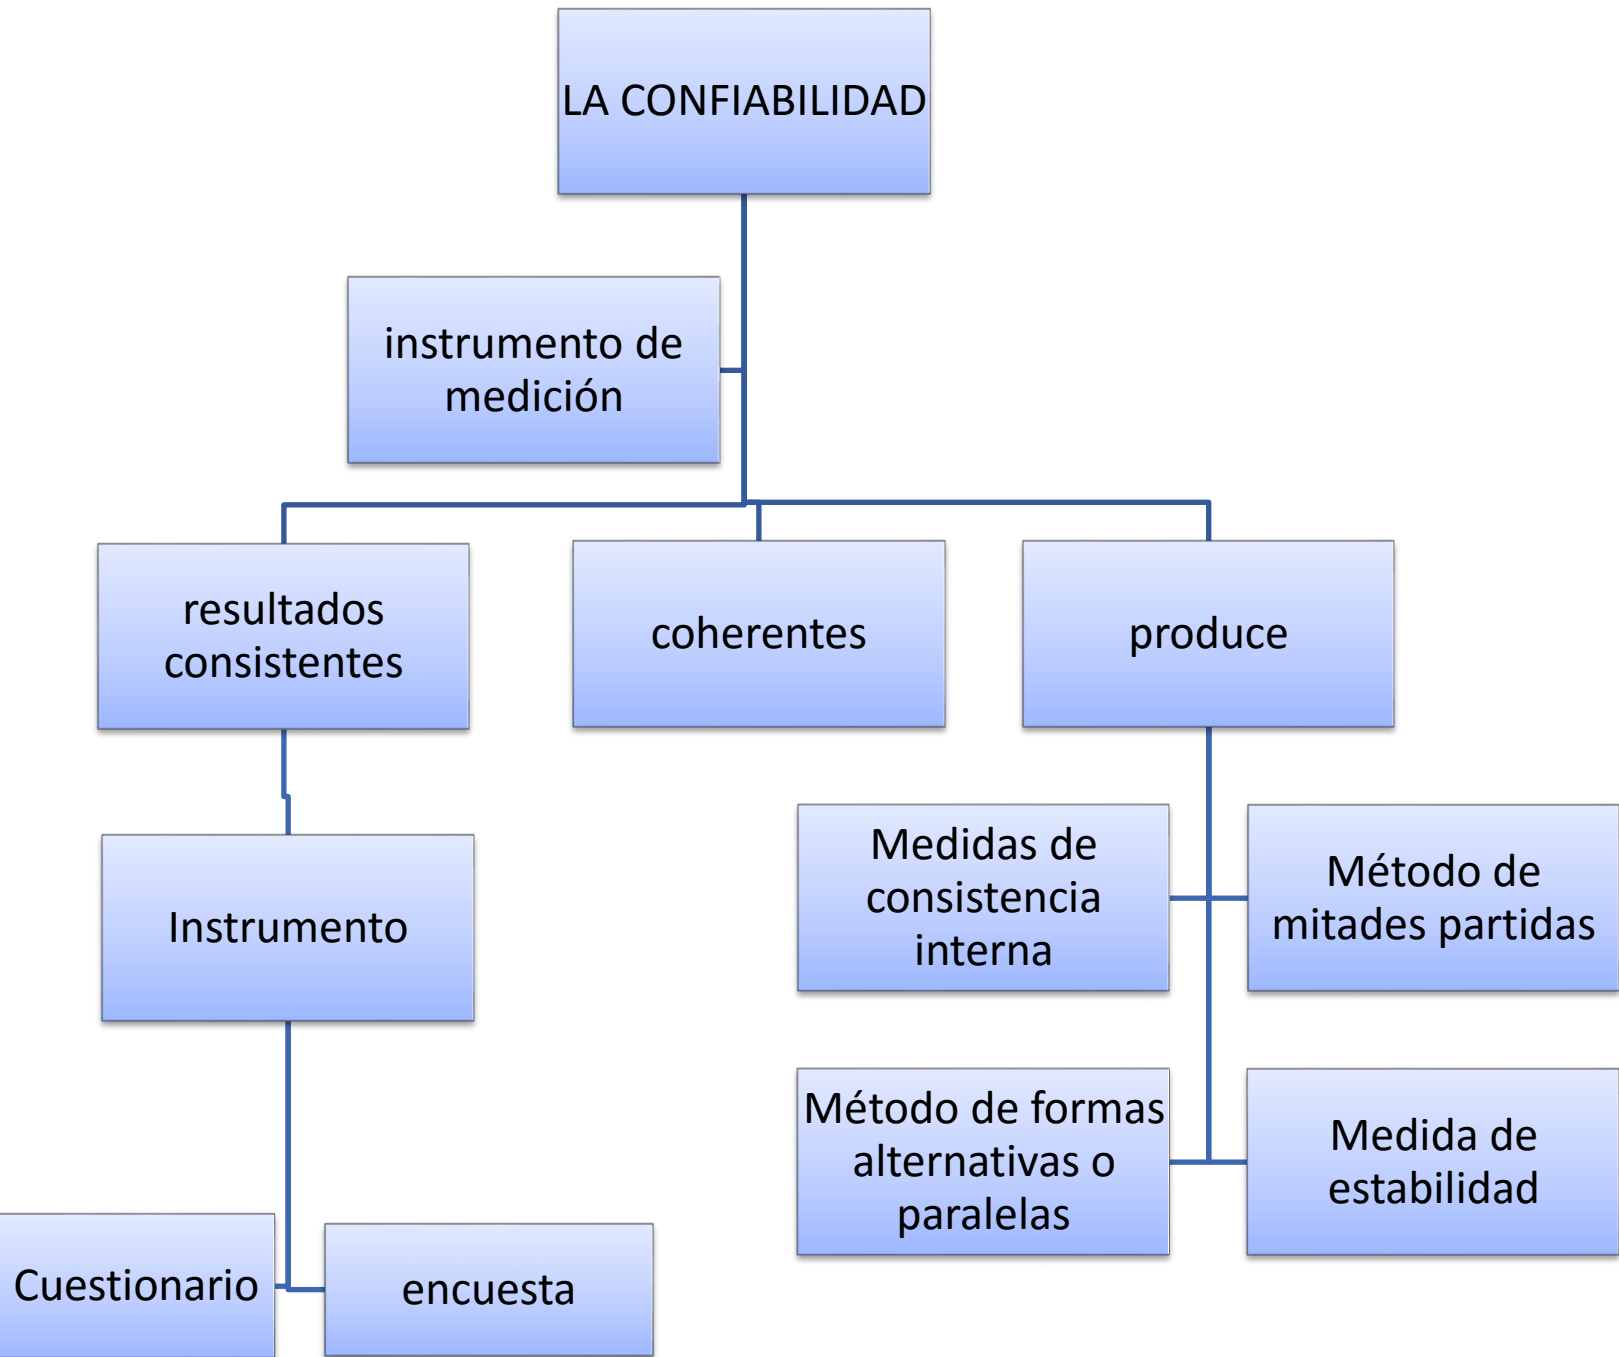 LA CONFIABILIDAD
instrumento de
medición
resultados
consistentes
coherentes
produce
Instrumento
Cuestionario
encuesta
Medidas de
consistencia
interna
Método de
mitades partidas
Método de formas
alternativas o
paralelas
Medida de
estabilidad